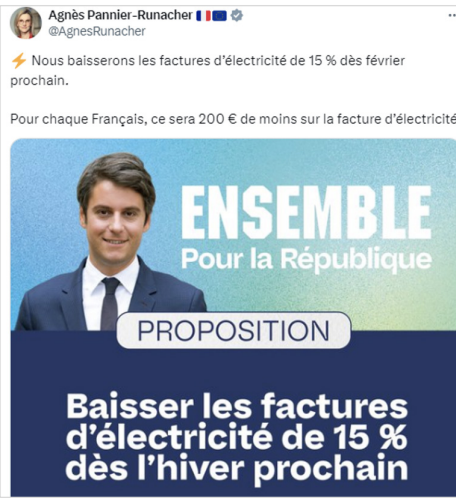 Agnès Pannier-Runacher 🇫🇷🇪🇺
@AgnesRunacher
⚡ Nous baisserons les factures d’électricité de 15 % dès février
prochain.
Pour chaque Français, ce sera 200 € de moins sur la facture d’électricité
ENSEMBLE
Pour la République
PROPOSITION
Baisser les factures
d’électricité de 15 %
dès l’hiver prochain